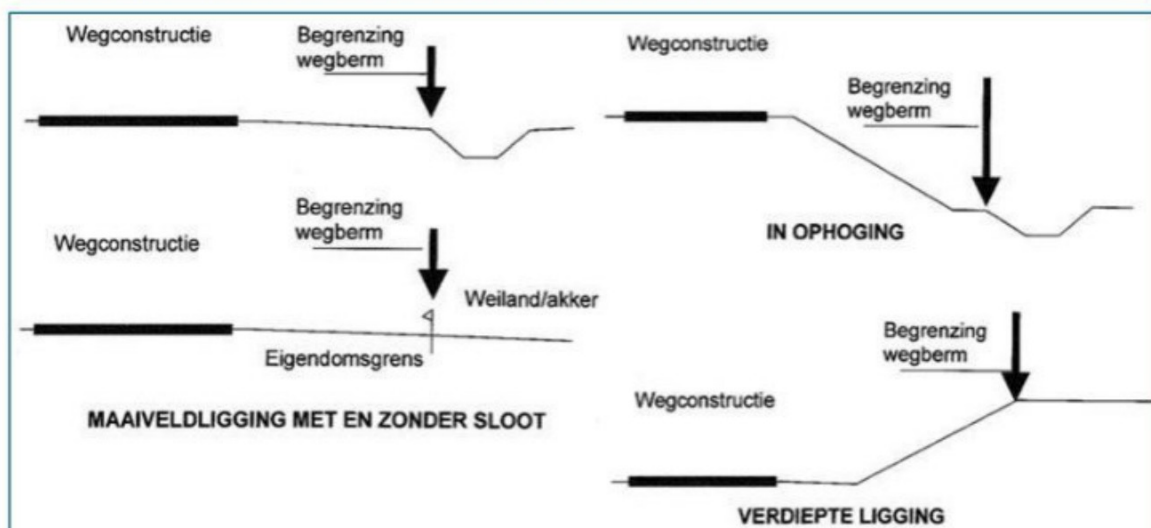 Wegconstructie
Begrenzing
wegberm
Wegconstructie
Begrenzing
wegberm
Weiland/akker
Eigendomsgrens
MAAIVELDLIGGING MET EN ZONDER SLOOT
Wegconstructie
Begrenzing
wegberm
IN OPHOGING
Begrenzing
wegberm
Wegconstructie
VERDIEPTE LIGGING